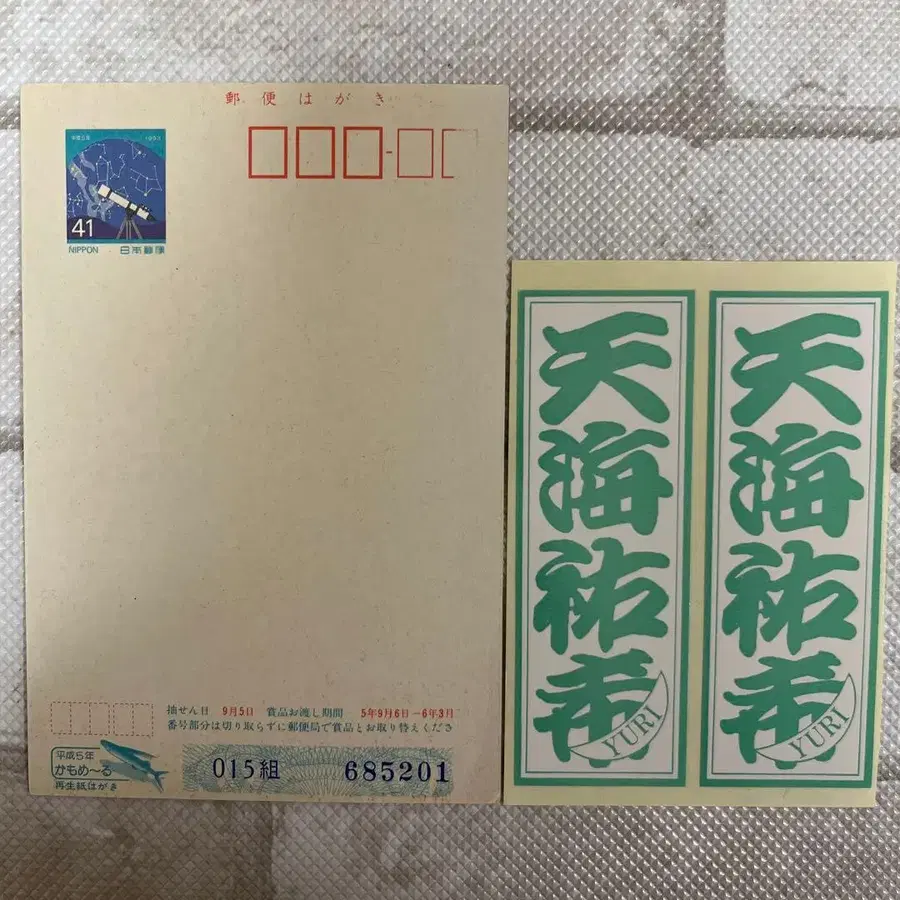 郵便はがき
平成五年 1993
41
NIPPON 日本郵便
抽せん日 9月5日 賞品お渡し期間 5年9月6日－6年3月
番号部分は切り取らずに郵便局で賞品とお取り替えくださ
平成5年
かもめ～る
再生紙はがき
015組 685201
天海祐希
YURI
天海祐希
YURI